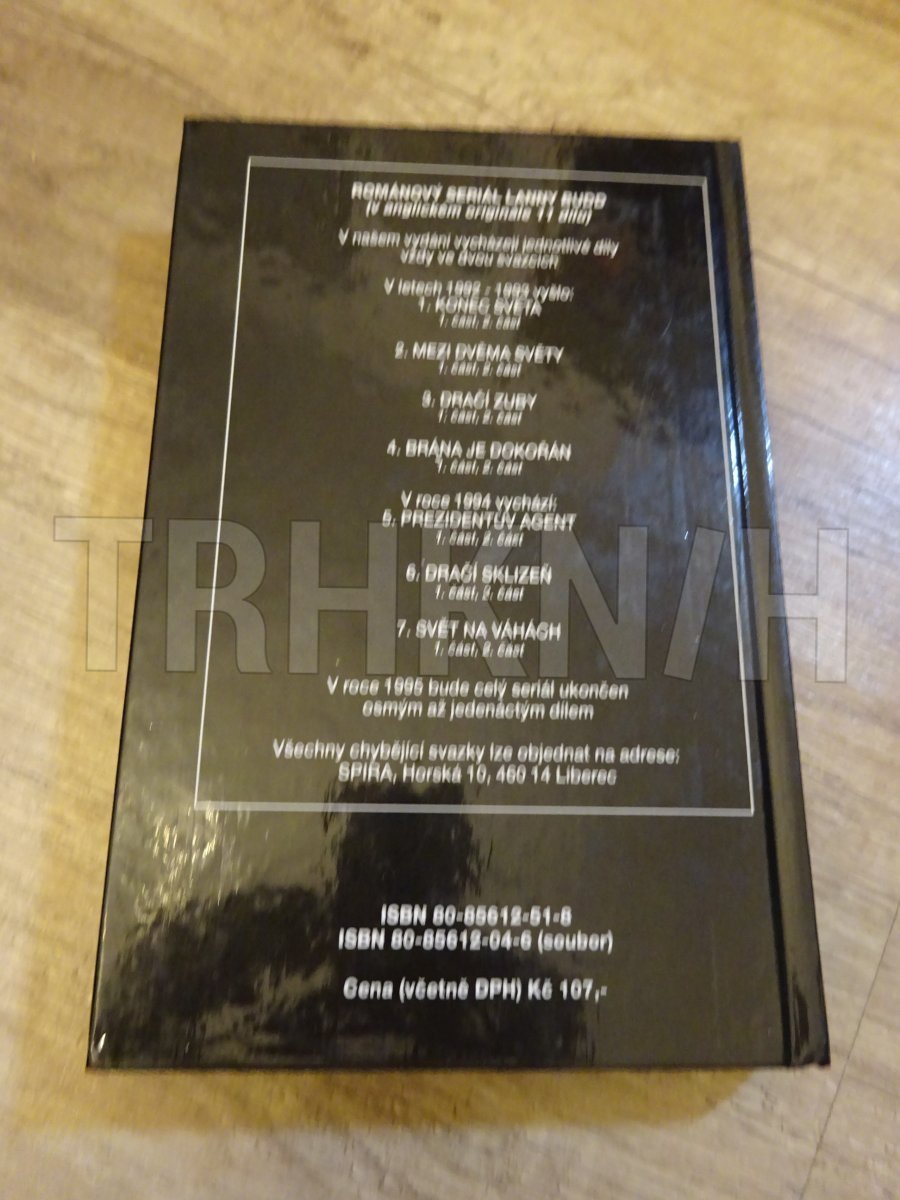 ROMÁNOVÝ SERIÁL LANNY BUDD
(v anglickém originále 11 dílů)
V našem vydání vycházejí jednotlivé díly
vždy ve dvou svazcích
V letech 1992 - 1993 vyšlo:
1. KONEC SVĚTA
1. část, 2. část
2. MEZI DVĚMA SVĚTY
1. část, 2. část
3. DRAČÍ ZUBY
1. část, 2. část
4. BRÁNA JE DOKOŘÁN
1. část, 2. část
V roce 1994 vychází:
5. PREZIDENTŮV AGENT
1. část, 2. část
6. DRAČÍ SKLIZEŇ
1. část, 2. část
7. SVĚT NA VÁHÁCH
1. část, 2. část
V roce 1995 bude celý seriál ukončen
osmým až jedenáctým dílem
Všechny chybějící svazky lze objednat na adrese:
SPÍRA, Horská 10, 460 14 Liberec
ISBN 80-85612-51-8
ISBN 80-85612-04-6 (soubor)
Cena (včetně DPH) Kč 107,-
TRHKNIH